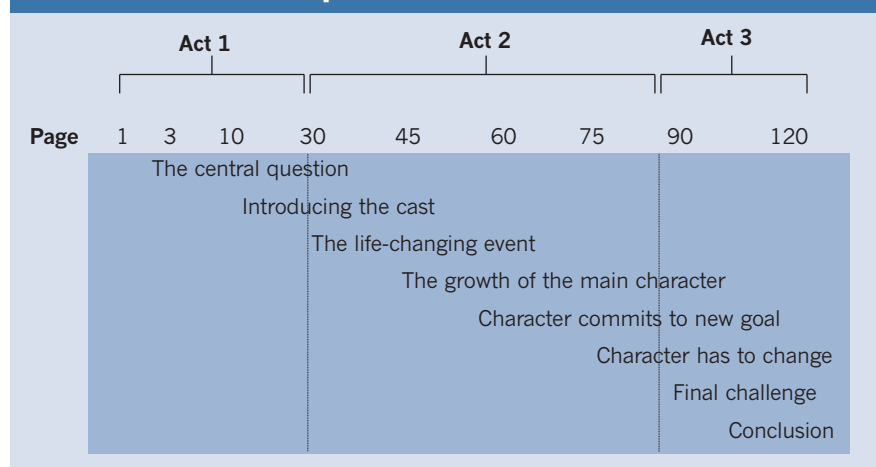 Act 1 Act 2 Act 3
Page 1 3 10 30 45 60 75 90 120
The central question
Introducing the cast
The life-changing event
The growth of the main character
Character commits to new goal
Character has to change
Final challenge
Conclusion